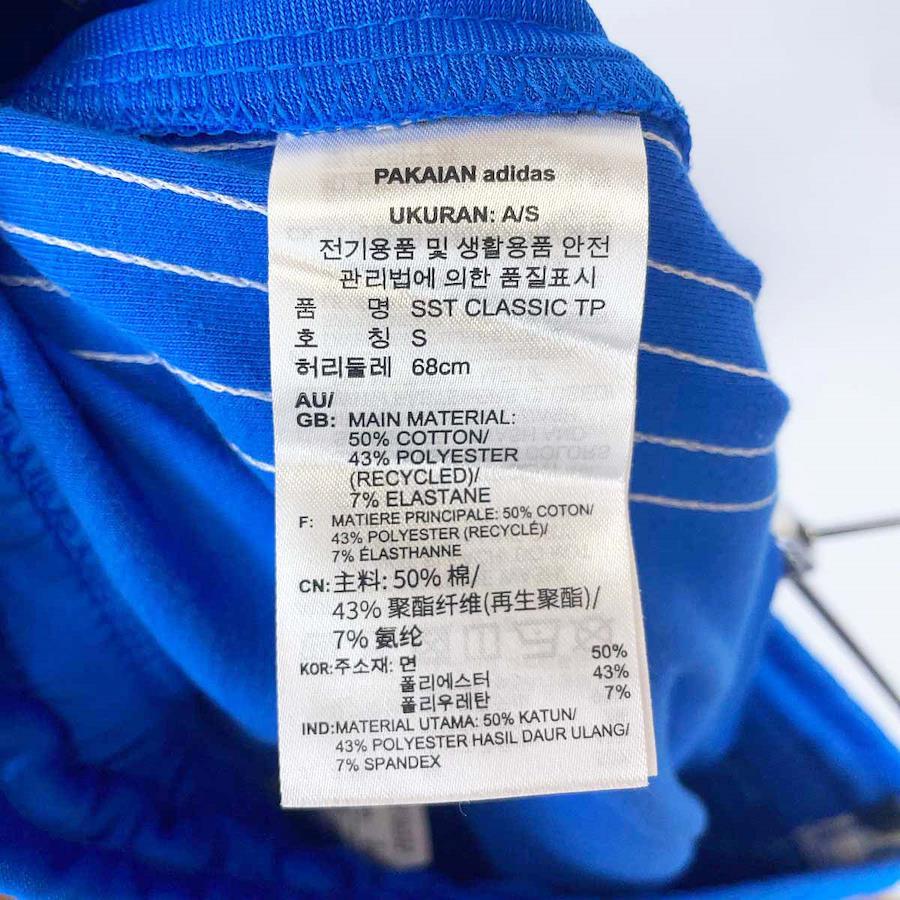 PAKAIAN adidas
UKURAN: A/S
전기용품 및 생활용품 안전
관리법에 의한 품질표시
품 명 SST CLASSIC TP
호 칭 S
허리둘레 68cm
AU/
GB: MAIN MATERIAL:
50% COTTON/
43% POLYESTER
(RECYCLED)/
7% ELASTANE
F: MATIERE PRINCIPALE: 50% COTON/
43% POLYESTER (RECYCLÉ)/
7% ÉLASTHANNE
CN: 主料: 50% 棉/
43% 聚酯纤维(再生聚酯)/
7% 氨纶
KOR: 주소재: 면 50%
폴리에스터 43%
폴리우레탄 7%
IND: MATERIAL UTAMA: 50% KATUN/
43% POLYESTER HASIL DAUR ULANG/
7% SPANDEX